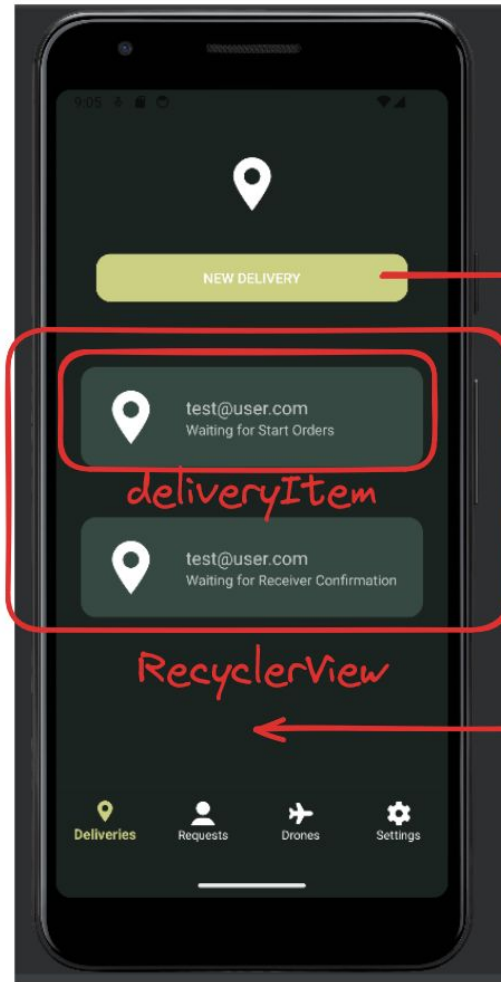 9:05
NEW DELIVERY
test@user.com
Waiting for Start Orders
deliveryItem
test@user.com
Waiting for Receiver Confirmation
RecyclerView
Deliveries
Requests
Drones
Settings